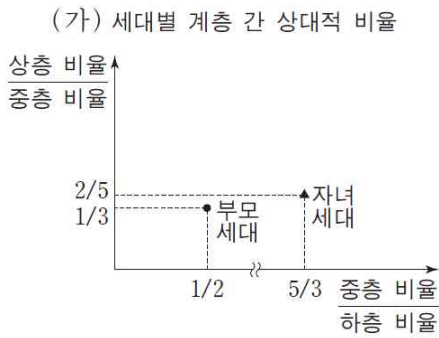 (가) 세대별 계층 간 상대적 비율
상층 비율
중층 비율
2/5
자녀
세대
1/3
부모
세대
1/2
5/3
중층 비율
하층 비율